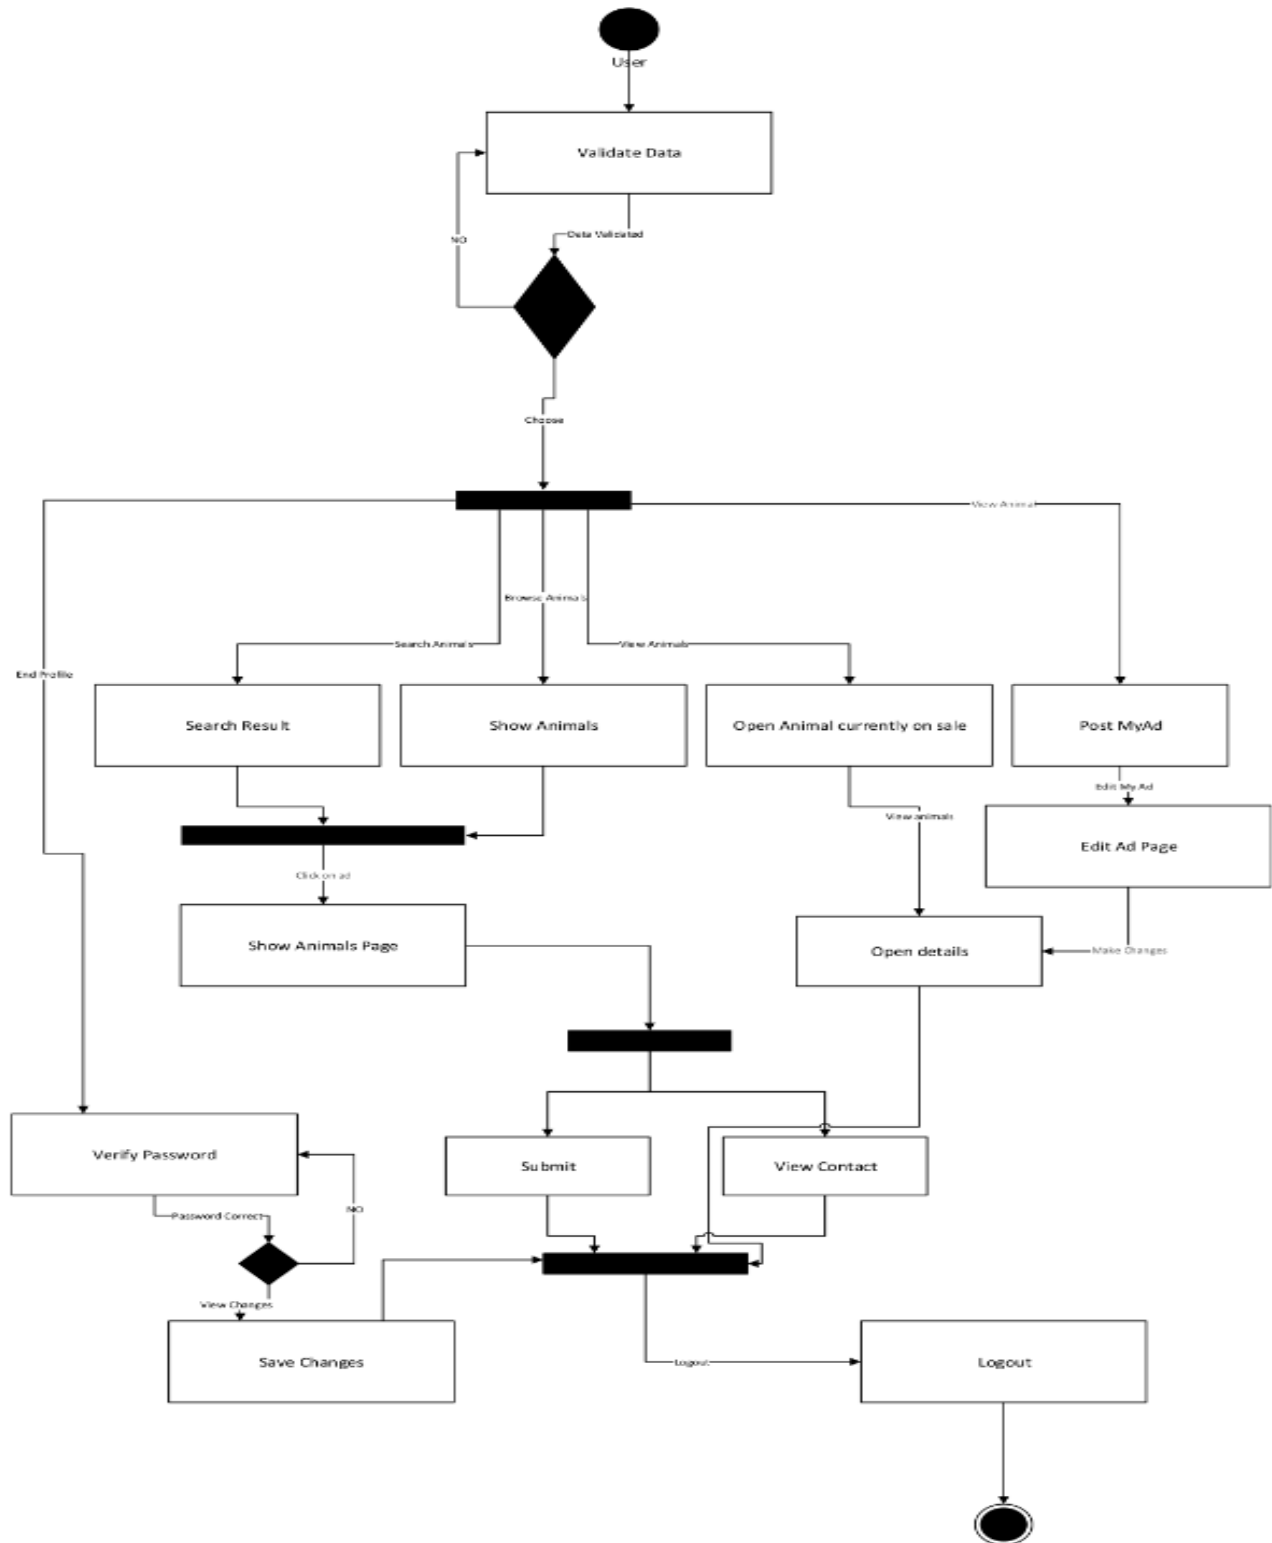 User
Validate Data
Data Validated
NO
Choose
View Animal
Browse Animals
Search Animals
View Animals
End Profile
Search Result
Show Animals
Open Animal currently on sale
Post MyAd
Edit My Ad
View animals
Edit Ad Page
Click on ad
Show Animals Page
Open details
Make Changes
Verify Password
Submit
View Contact
NO
Password Correct
View Changes
Save Changes
Logout
Logout